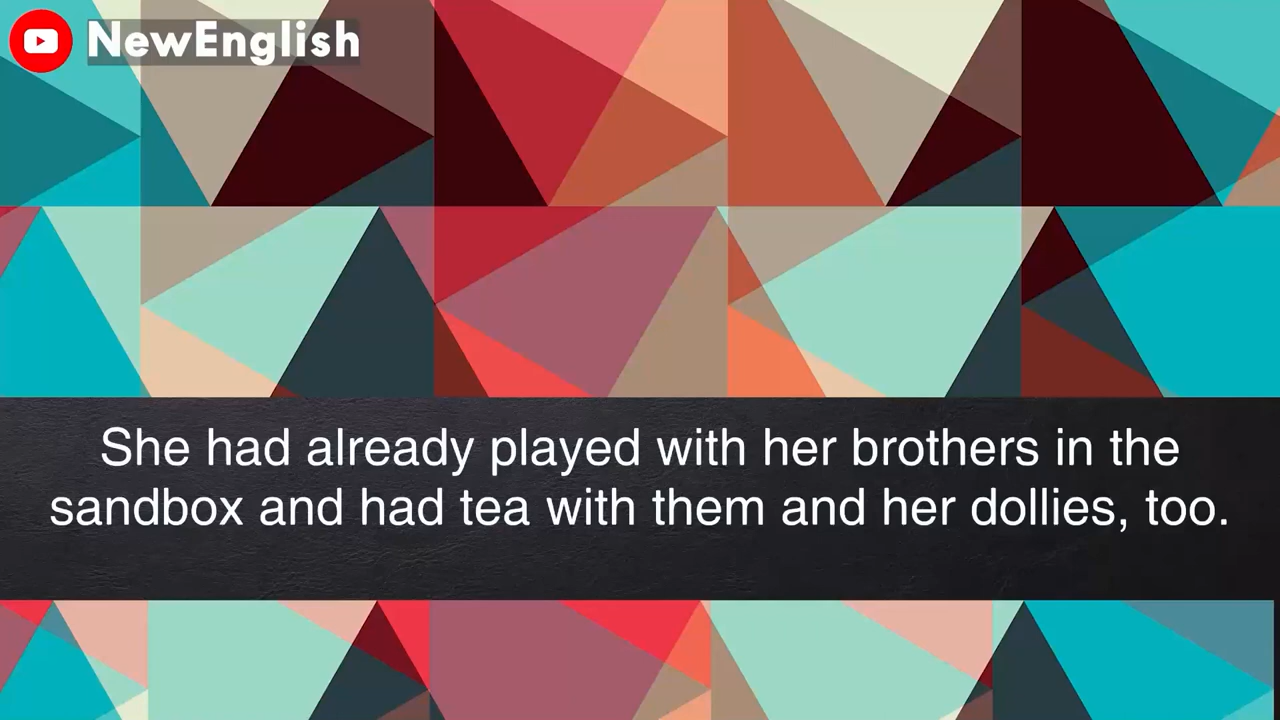 NewEnglish
She had already played with her brothers in the
sandbox and had tea with them and her dollies, too.